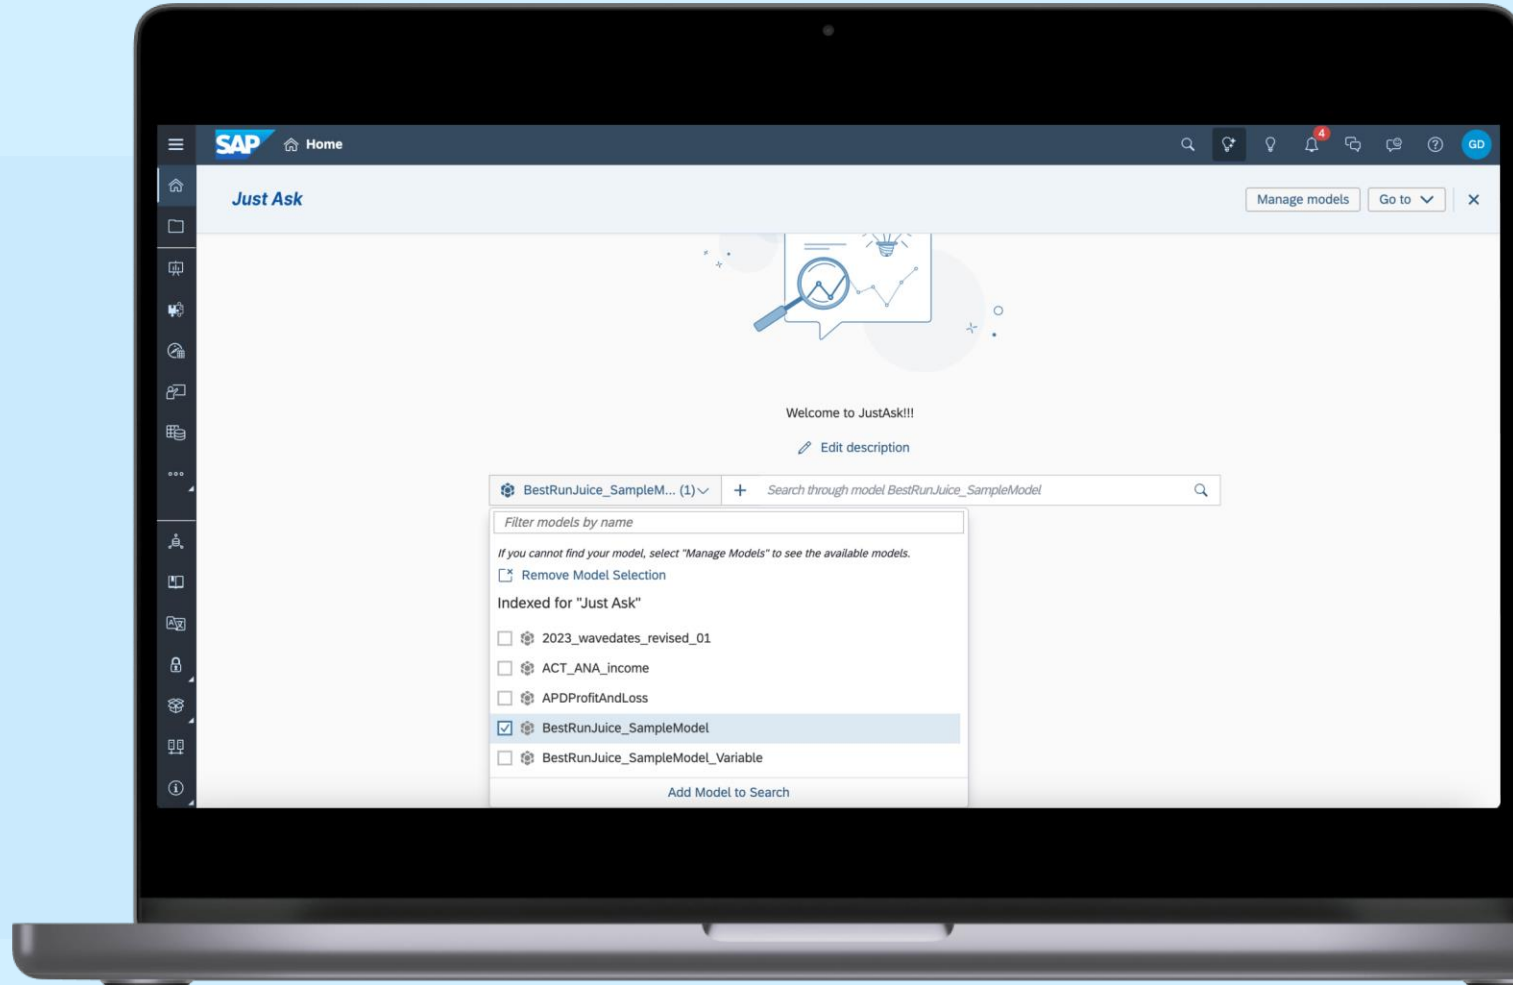 SAP Home 4 GD
Just Ask Manage models Go to
Welcome to JustAsk!!!
Edit description
BestRunJuice_SampleM... (1) Search through model BestRunJuice_SampleModel
Filter models by name
If you cannot find your model, select "Manage Models" to see the available models.
Remove Model Selection
Indexed for "Just Ask"
2023_wavedates_revised_01
ACT_ANA_income
APDProfitAndLoss
BestRunJuice_SampleModel
BestRunJuice_SampleModel_Variable
Add Model to Search